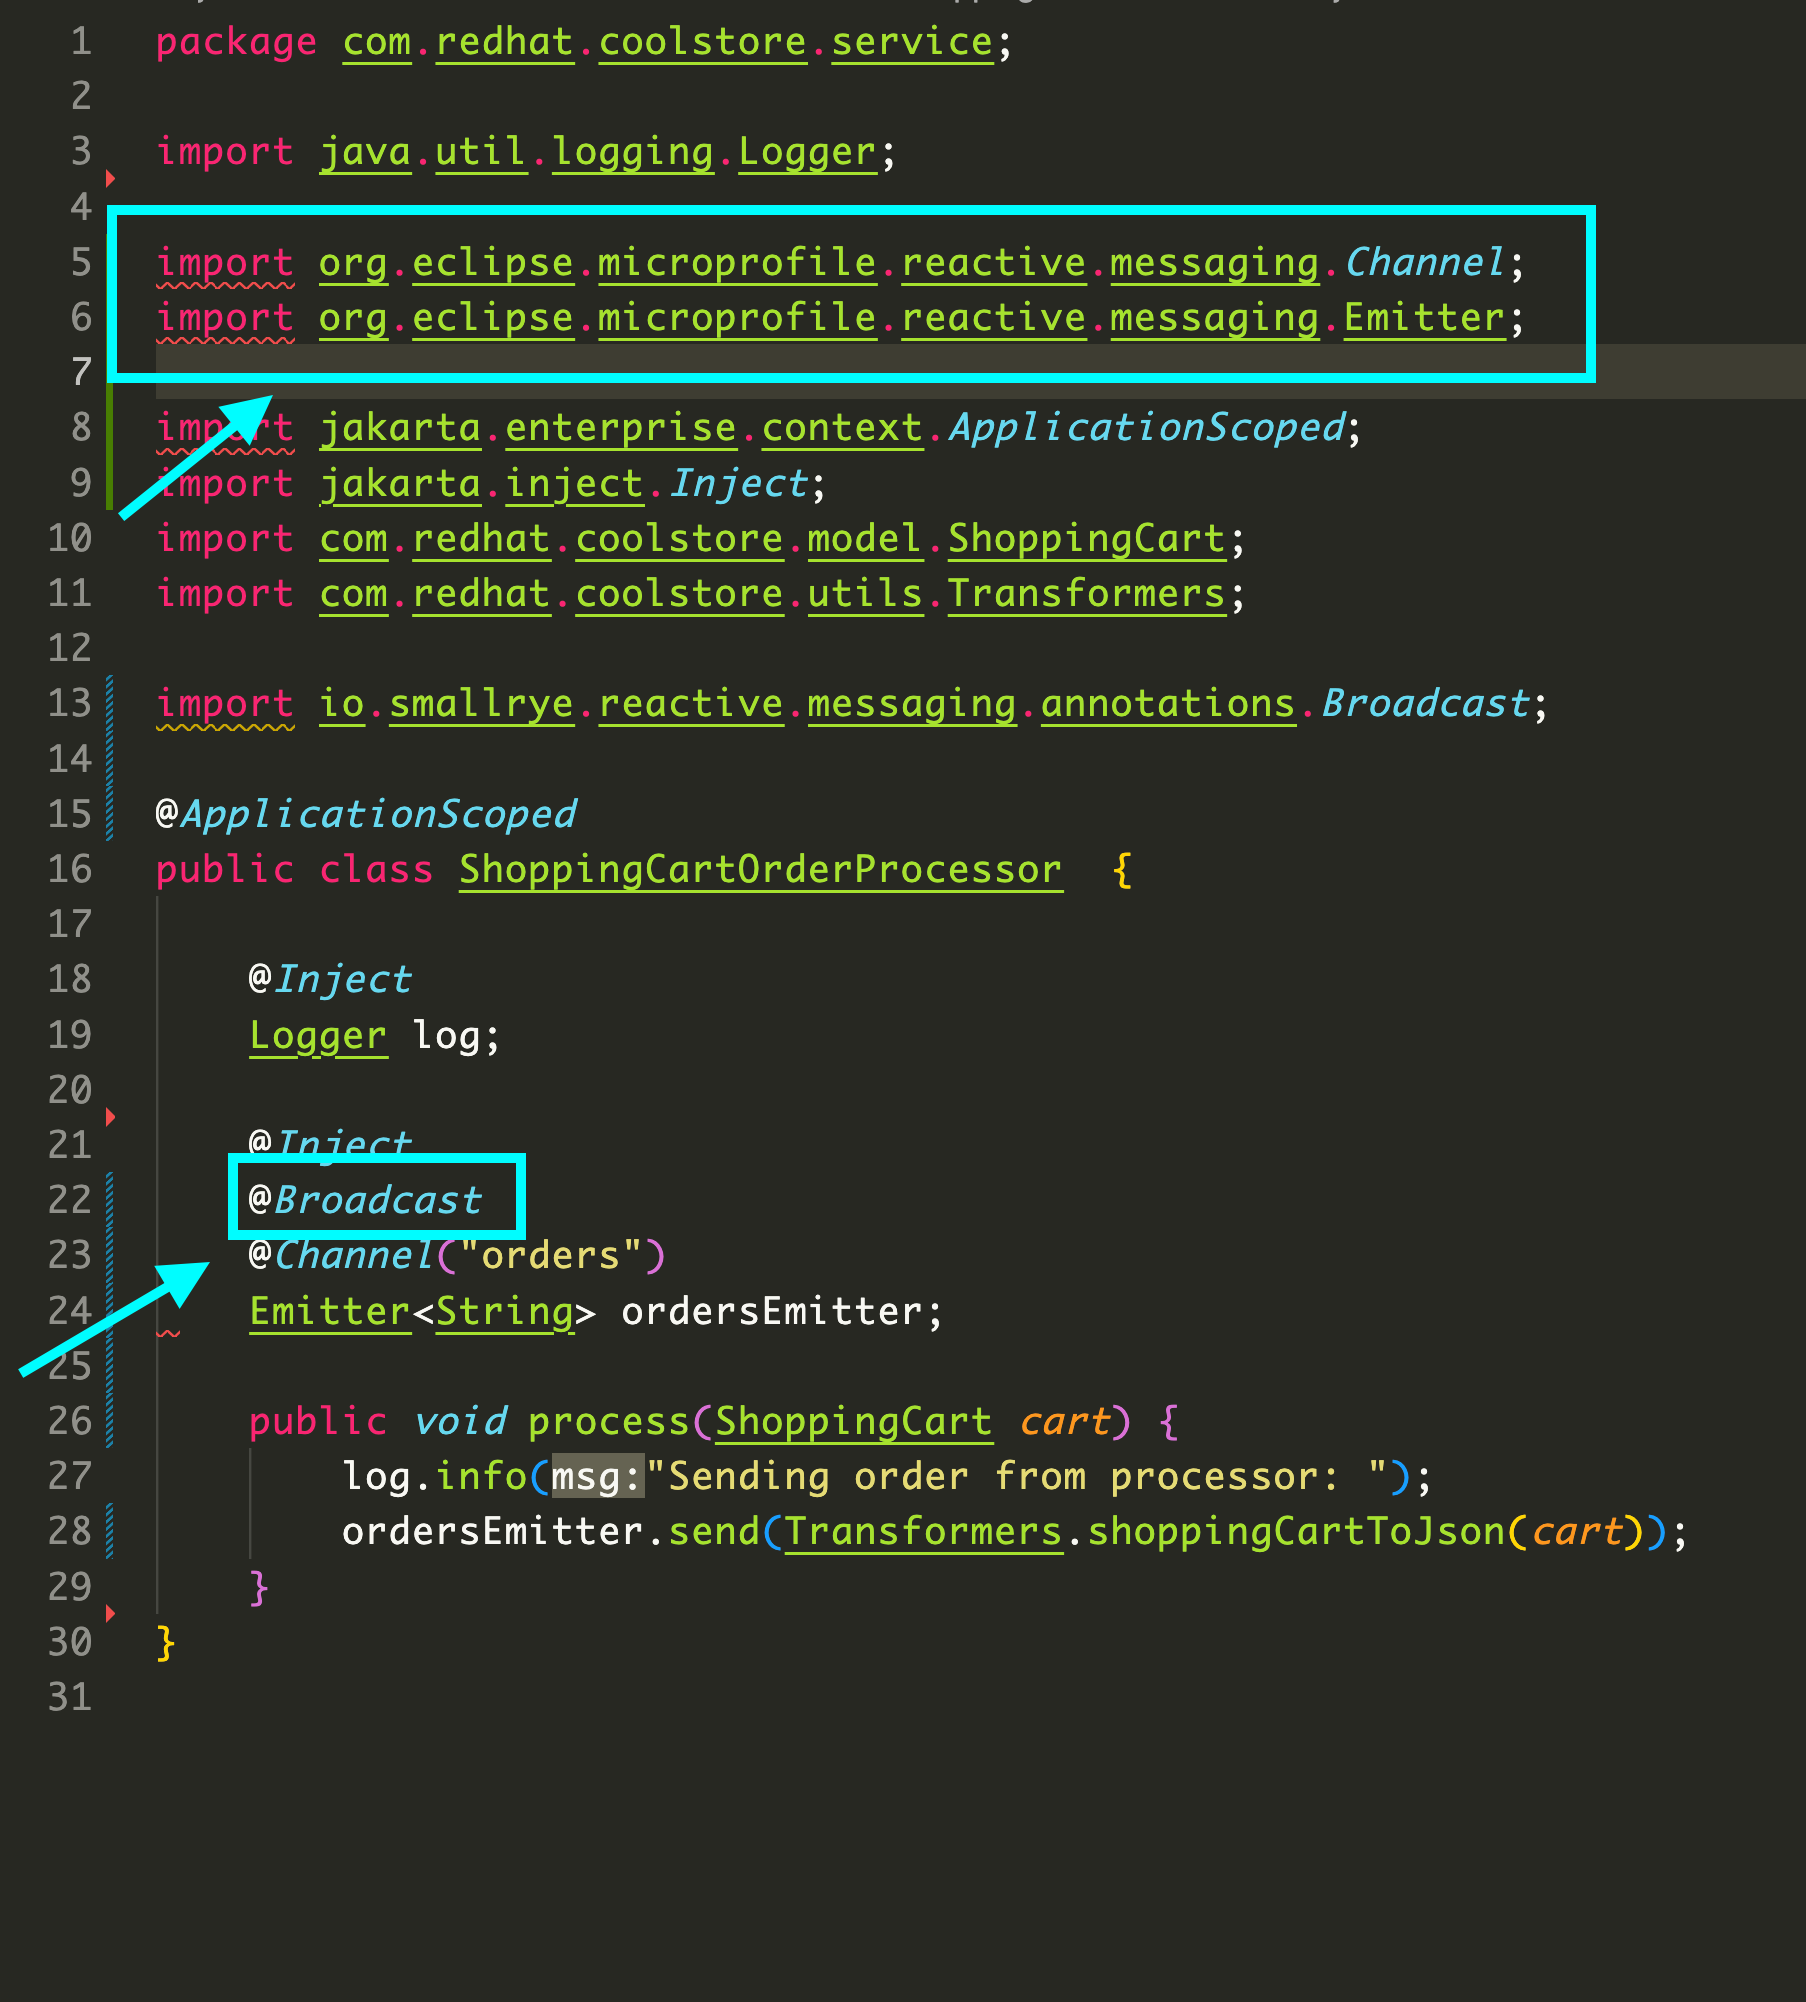 1 package com.redhat.coolstore.service;
2
3 import java.util.logging.Logger;
4
5 import org.eclipse.microprofile.reactive.messaging.Channel;
6 import org.eclipse.microprofile.reactive.messaging.Emitter;
7
8 import jakarta.enterprise.context.ApplicationScoped;
9 import jakarta.inject.Inject;
10 import com.redhat.coolstore.model.ShoppingCart;
11 import com.redhat.coolstore.utils.Transformers;
12
13 import io.smallrye.reactive.messaging.annotations.Broadcast;
14
15 @ApplicationScoped
16 public class ShoppingCartOrderProcessor  {
17
18     @Inject
19     Logger log;
20
21     @Inject
22     @Broadcast
23     @Channel("orders")
24     Emitter<String> ordersEmitter;
25
26     public void process(ShoppingCart cart) {
27         log.info(msg:"Sending order from processor: ");
28         ordersEmitter.send(Transformers.shoppingCartToJson(cart));
29     }
30 }
31